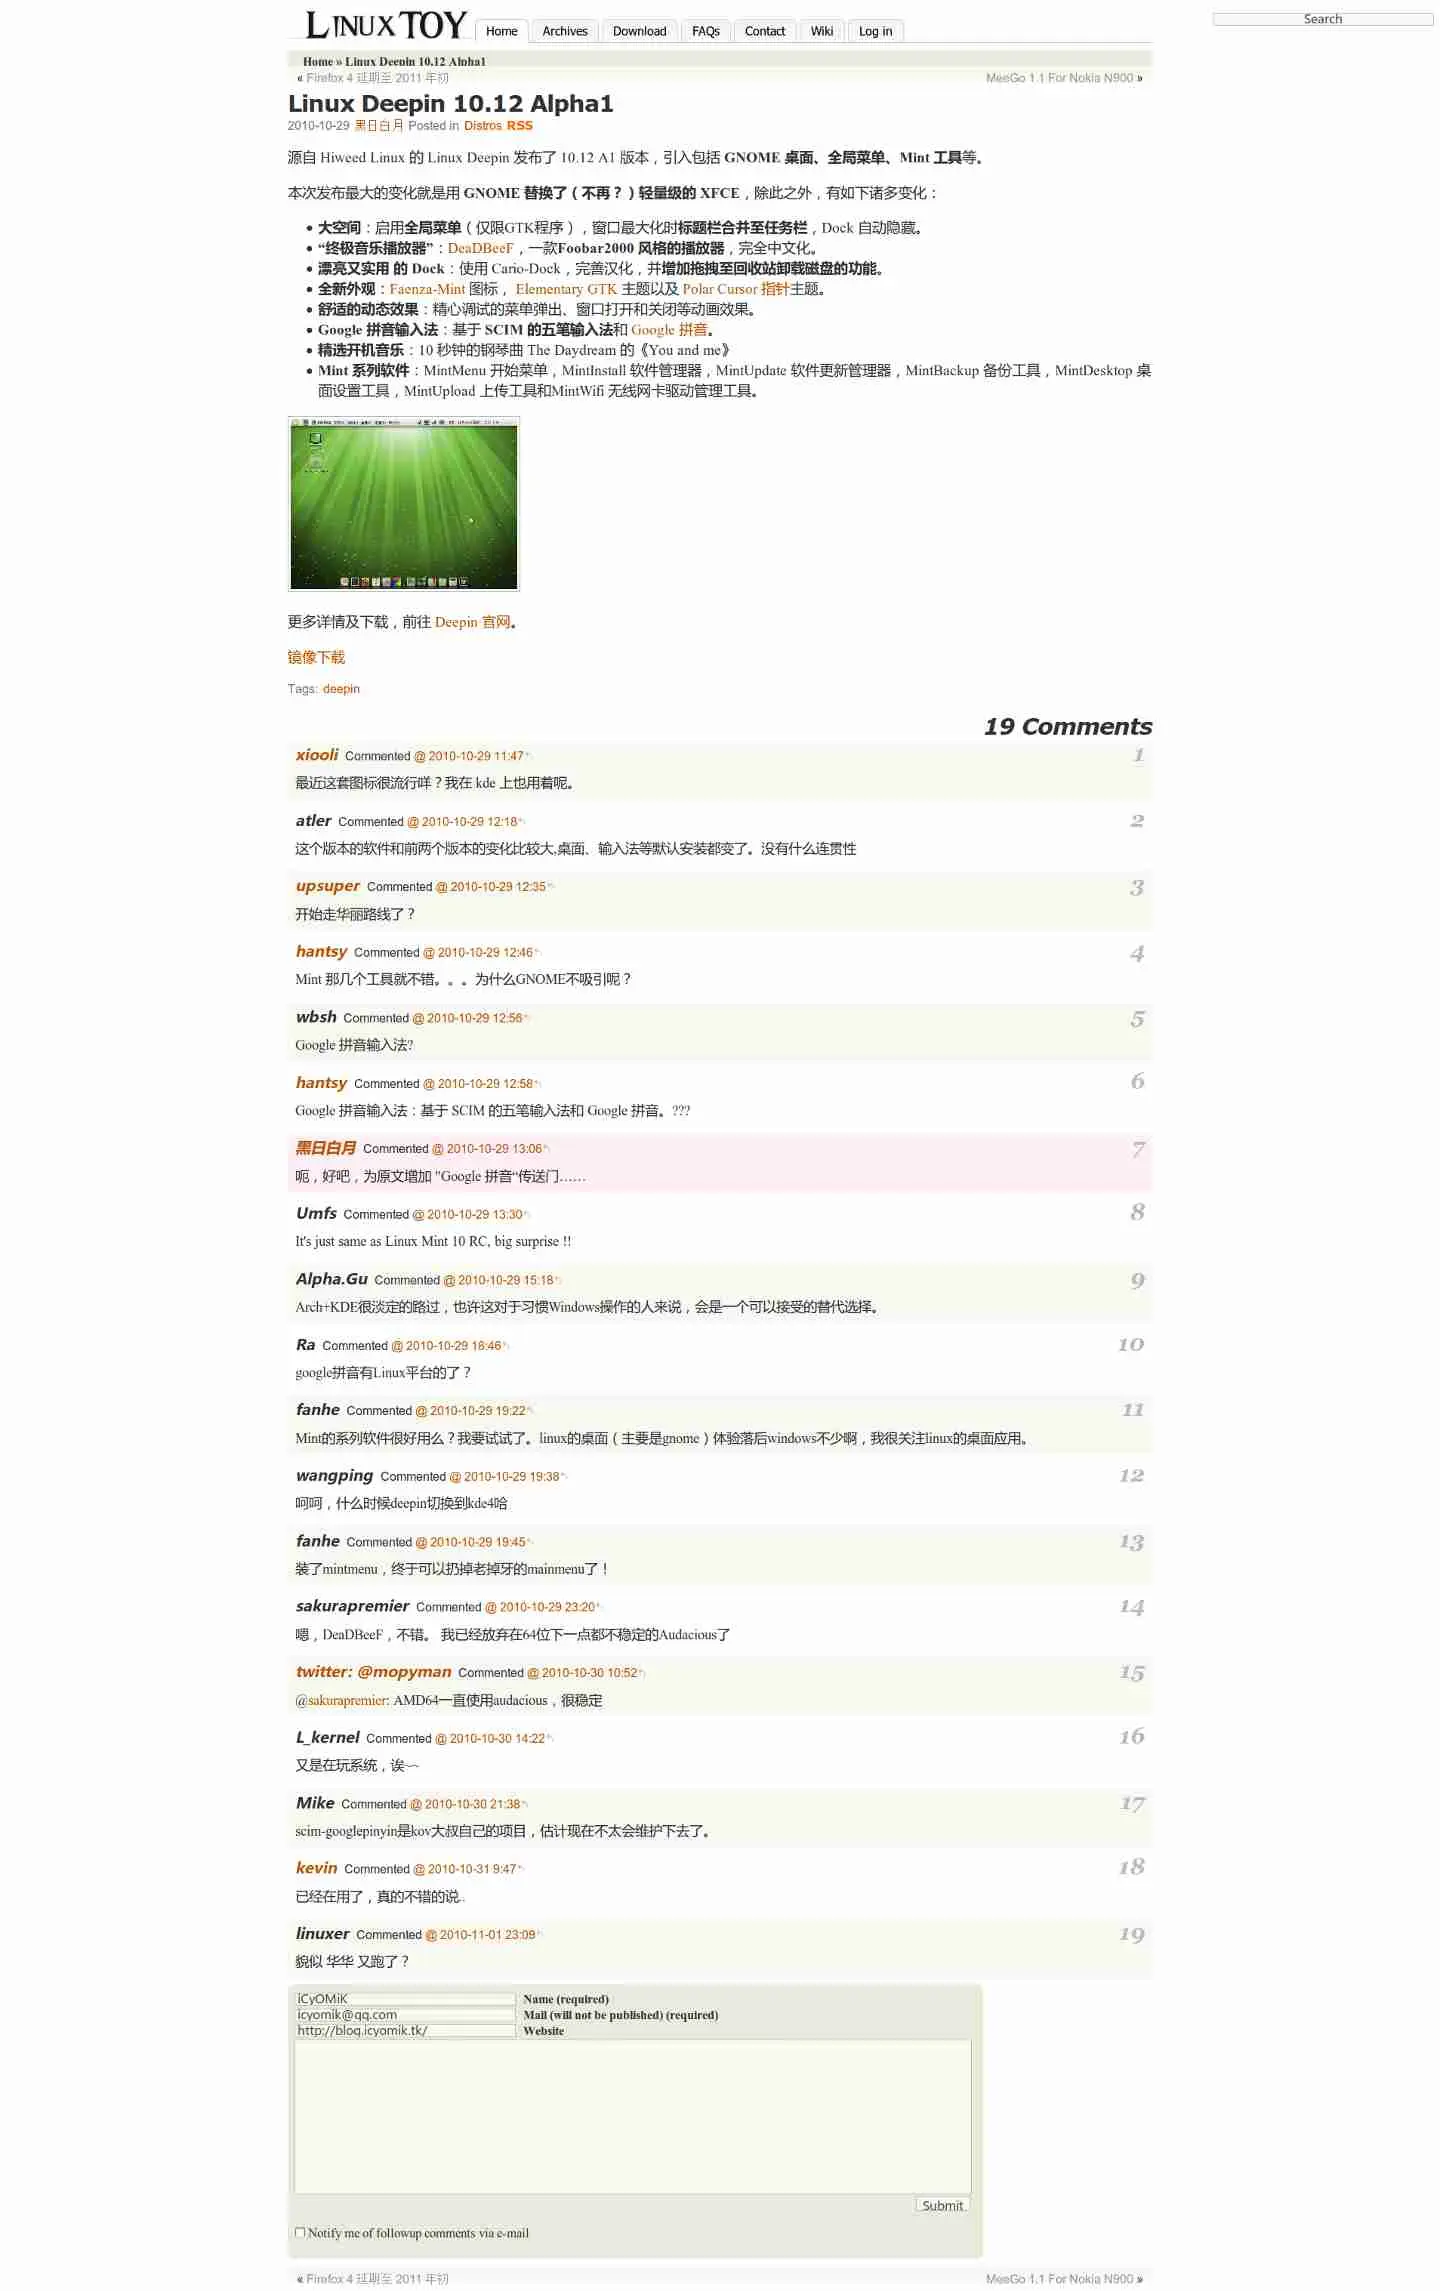 LINUX TOY
Home Archives Download FAQs Contact Wiki Log in
Search
Home » Linux Deepin 10.12 Alpha1
« Firefox 4 延期至 2011 年初
MeeGo 1.1 For Nokia N900 »
Linux Deepin 10.12 Alpha1
2010-10-29 黑日白月 Posted in Distros RSS
源自 Hiweed Linux 的 Linux Deepin 发布了 10.12 A1 版本，引入包括 GNOME 桌面、全局菜单、Mint 工具等。
本次发布最大的变化就是用 GNOME 替换了（不再？）轻量级的 XFCE，除此之外，有如下诸多变化：
• 大空间：启用全局菜单（仅限GTK程序），窗口最大化时标题栏合并至任务栏，Dock 自动隐藏。
• “终极音乐播放器”：DeaDBeeF，一款Foobar2000 风格的播放器，完全中文化。
• 漂亮又实用 的 Dock：使用 Cario-Dock，完善汉化，并增加拖拽至回收站卸载磁盘的功能。
• 全新外观：Faenza-Mint 图标， Elementary GTK 主题以及 Polar Cursor 指针主题。
• 舒适的动态效果：精心调试的菜单弹出、窗口打开和关闭等动画效果。
• Google 拼音输入法：基于 SCIM 的五笔输入法和 Google 拼音。
• 精选开机音乐：10 秒钟的钢琴曲 The Daydream 的《You and me》
• Mint 系列软件：MintMenu 开始菜单，MintInstall 软件管理器，MintUpdate 软件更新管理器，MintBackup 备份工具，MintDesktop 桌
面设置工具，MintUpload 上传工具和MintWifi 无线网卡驱动管理工具。
更多详情及下载，前往 Deepin 官网。
镜像下载
Tags: deepin
19 Comments
xiooli Commented @ 2010-10-29 11:47 1
最近这套图标很流行咩？我在 kde 上也用着呢。
atler Commented @ 2010-10-29 12:18 2
这个版本的软件和前两个版本的变化比较大,桌面、输入法等默认安装都变了。没有什么连贯性
upsuper Commented @ 2010-10-29 12:35 3
开始走华丽路线了？
hantsy Commented @ 2010-10-29 12:46 4
Mint 那几个工具就不错。。。为什么GNOME不吸引呢？
wbsh Commented @ 2010-10-29 12:56 5
Google 拼音输入法?
hantsy Commented @ 2010-10-29 12:58 6
Google 拼音输入法：基于 SCIM 的五笔输入法和 Google 拼音。???
黑日白月 Commented @ 2010-10-29 13:06 7
呃，好吧，为原文增加 "Google 拼音“传送门……
Umfs Commented @ 2010-10-29 13:30 8
It's just same as Linux Mint 10 RC, big surprise !!
Alpha.Gu Commented @ 2010-10-29 15:18 9
Arch+KDE很淡定的路过，也许这对于习惯Windows操作的人来说，会是一个可以接受的替代选择。
Ra Commented @ 2010-10-29 18:46 10
google拼音有Linux平台的了？
fanhe Commented @ 2010-10-29 19:22 11
Mint的系列软件很好用么？我要试试了。linux的桌面（主要是gnome）体验落后windows不少啊，我很关注linux的桌面应用。
wangping Commented @ 2010-10-29 19:38 12
呵呵，什么时候deepin切换到kde4哈
fanhe Commented @ 2010-10-29 19:45 13
装了mintmenu，终于可以扔掉老掉牙的mainmenu了！
sakurapremier Commented @ 2010-10-29 23:20 14
嗯，DeaDBeeF，不错。 我已经放弃在64位下一点都不稳定的Audacious了
twitter: @mopyman Commented @ 2010-10-30 10:52 15
@sakurapremier: AMD64一直使用audacious，很稳定
L_kernel Commented @ 2010-10-30 14:22 16
又是在玩系统，诶~~
Mike Commented @ 2010-10-30 21:38 17
scim-googlepinyin是kov大叔自己的项目，估计现在不太会维护下去了。
kevin Commented @ 2010-10-31 9:47 18
已经在用了，真的不错的说..
linuxer Commented @ 2010-11-01 23:09 19
貌似 华华 又跑了？
iCyOMiK Name (required)
icyomik@qq.com Mail (will not be published) (required)
http://blog.icyomik.tk/ Website
Submit
Notify me of followup comments via e-mail
« Firefox 4 延期至 2011 年初
MeeGo 1.1 For Nokia N900 »